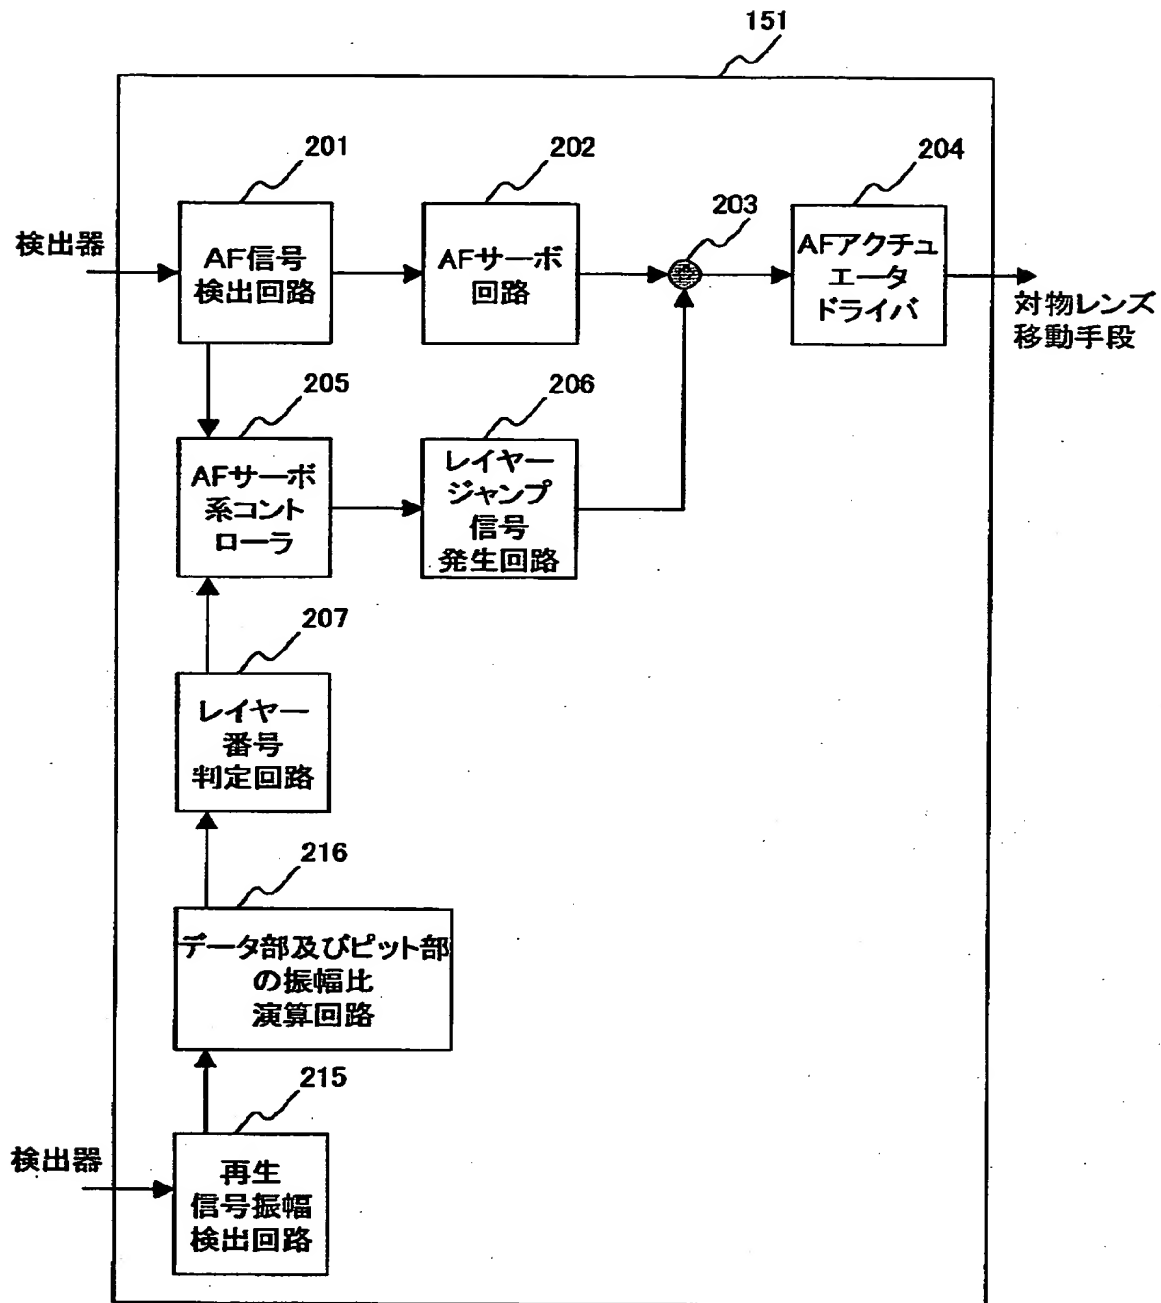 151
201
202
203
204
検出器
AF信号
検出回路
AFサーボ
回路
AFアクチュ
エータ
ドライバ
対物レンズ
移動手段
205
206
AFサーボ
系コント
ローラ
レイヤー
ジャンプ
信号
発生回路
207
レイヤー
番号
判定回路
216
データ部及びピット部
の振幅比
演算回路
215
検出器
再生
信号振幅
検出回路